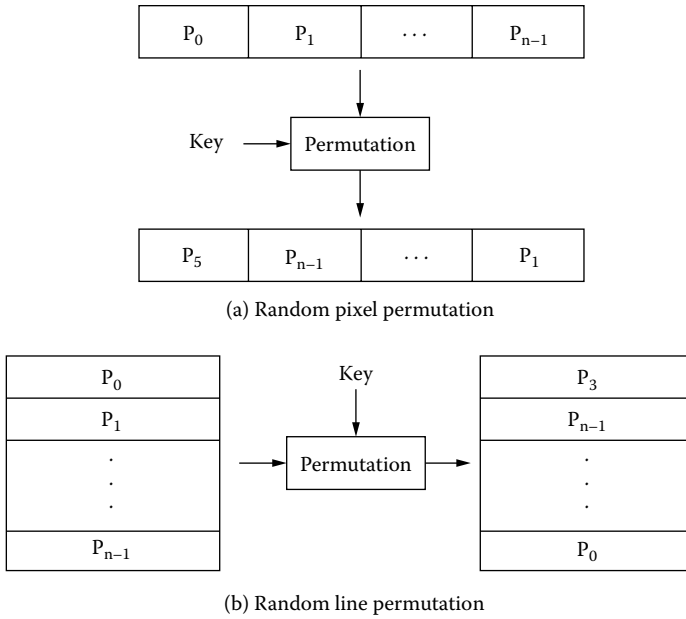 P₀ P₁ ··· Pₙ₋₁
Key
Permutation
P₅ Pₙ₋₁ ··· P₁
(a) Random pixel permutation
P₀
P₁
.
.
.
Pₙ₋₁
Key
Permutation
P₃
Pₙ₋₁
.
.
.
P₀
(b) Random line permutation